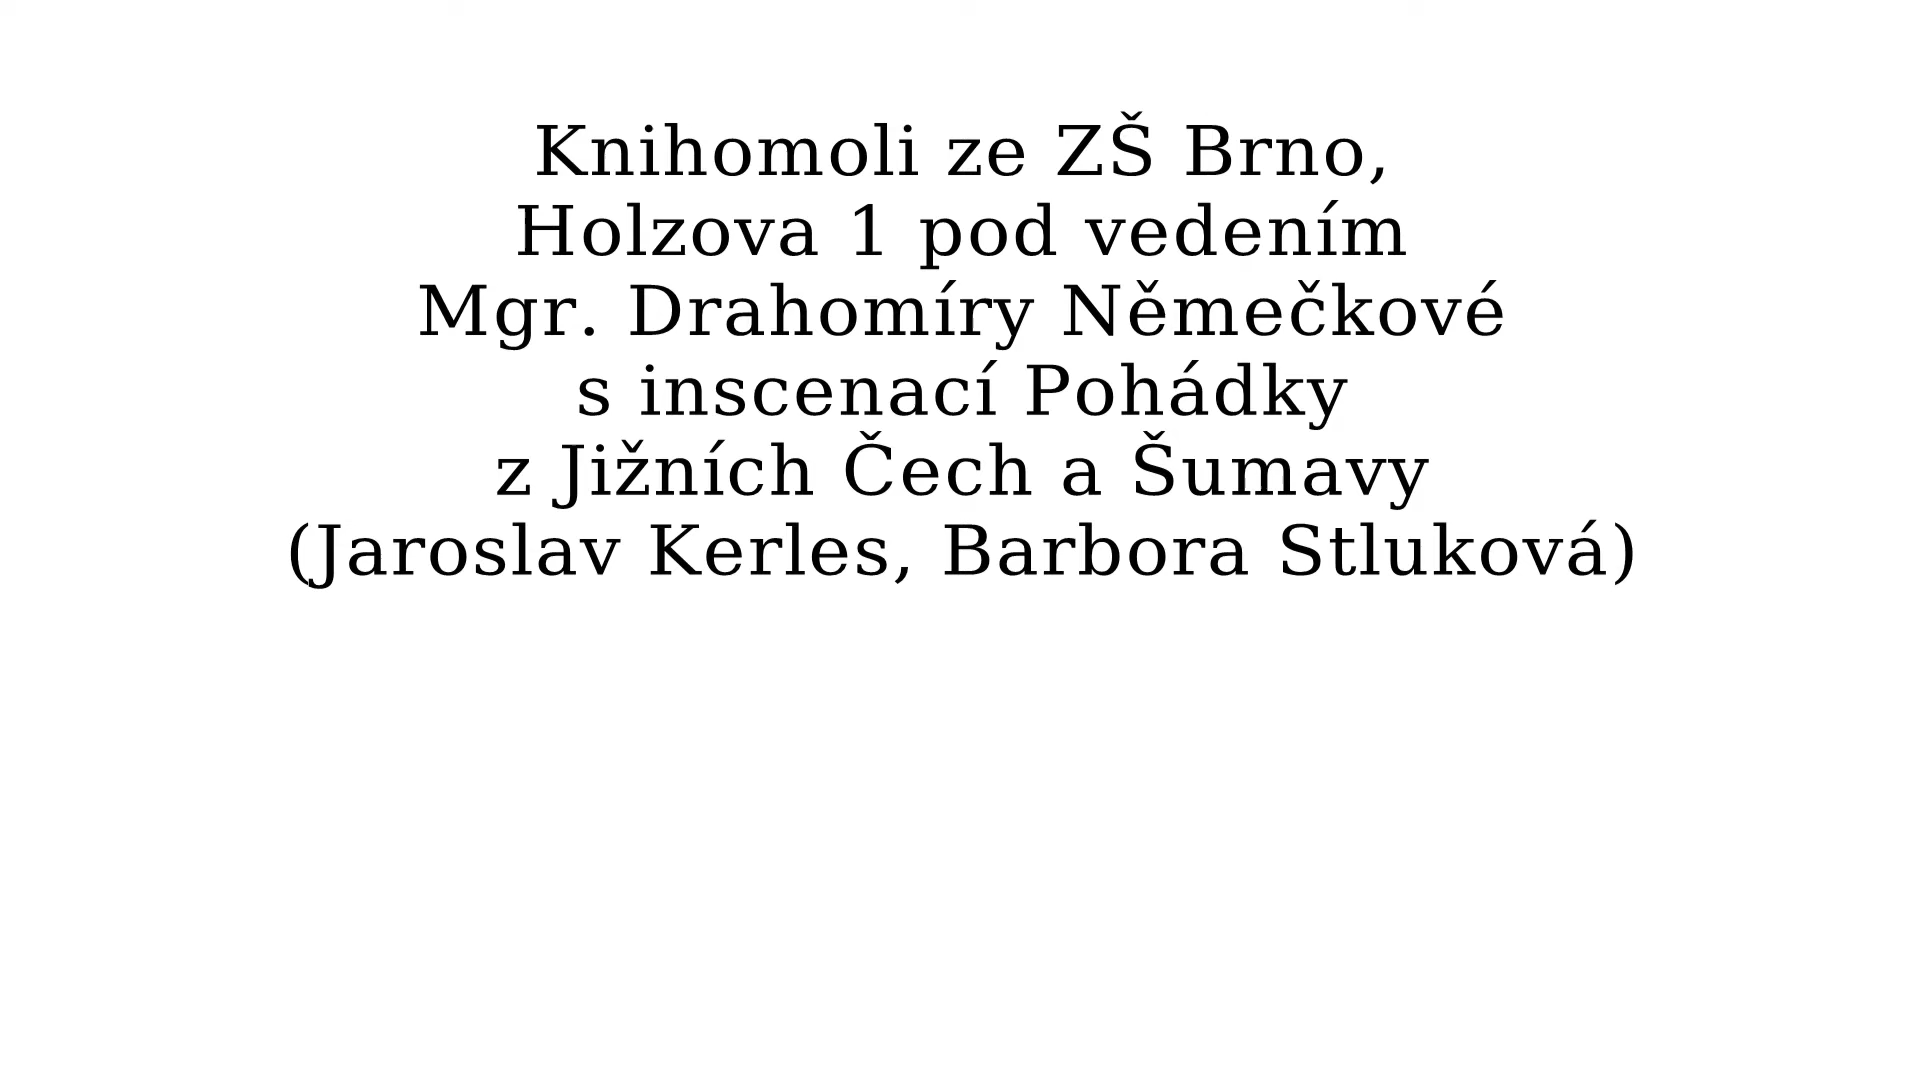 Knihomoli ze ZŠ Brno,
Holzova 1 pod vedením
Mgr. Drahomíry Němečkové
s inscenací Pohádky
z Jižních Čech a Šumavy
(Jaroslav Kerles, Barbora Stluková)